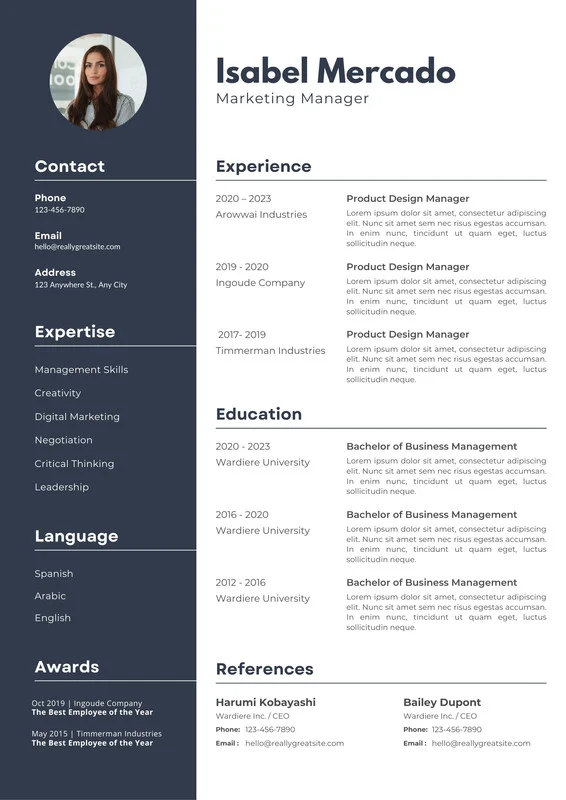 Isabel Mercado
Marketing Manager
Contact
Phone
123-456-7890
Email
hello@reallygreatsite.com
Address
123 Anywhere St., Any City
Expertise
Management Skills
Creativity
Digital Marketing
Negotiation
Critical Thinking
Leadership
Language
Spanish
Arabic
English
Awards
Oct 2019 | Ingoude Company
The Best Employee of the Year
May 2015 | Timmerman Industries
The Best Employee of the Year
Experience
2020 – 2023
Arowwai Industries
Product Design Manager
Lorem ipsum dolor sit amet, consectetur adipiscing
elit. Nunc sit amet sem nec risus egestas accumsan.
In enim nunc, tincidunt ut quam eget, luctus
sollicitudin neque.
2019 - 2020
Ingoude Company
Product Design Manager
Lorem ipsum dolor sit amet, consectetur adipiscing
elit. Nunc sit amet sem nec risus egestas accumsan.
In enim nunc, tincidunt ut quam eget, luctus
sollicitudin neque.
2017- 2019
Timmerman Industries
Product Design Manager
Lorem ipsum dolor sit amet, consectetur adipiscing
elit. Nunc sit amet sem nec risus egestas accumsan.
In enim nunc, tincidunt ut quam eget, luctus
sollicitudin neque.
Education
2020 - 2023
Wardiere University
Bachelor of Business Management
Lorem ipsum dolor sit amet, consectetur adipiscing
elit. Nunc sit amet sem nec risus egestas accumsan.
In enim nunc, tincidunt ut quam eget, luctus
sollicitudin neque.
2016 - 2020
Wardiere University
Bachelor of Business Management
Lorem ipsum dolor sit amet, consectetur adipiscing
elit. Nunc sit amet sem nec risus egestas accumsan.
In enim nunc, tincidunt ut quam eget, luctus
sollicitudin neque.
2012 - 2016
Wardiere University
Bachelor of Business Management
Lorem ipsum dolor sit amet, consectetur adipiscing
elit. Nunc sit amet sem nec risus egestas accumsan.
In enim nunc, tincidunt ut quam eget, luctus
sollicitudin neque.
References
Harumi Kobayashi
Wardiere Inc. / CEO
Phone: 123-456-7890
Email : hello@reallygreatsite.com
Bailey Dupont
Wardiere Inc. / CEO
Phone: 123-456-7890
Email : hello@reallygreatsite.com